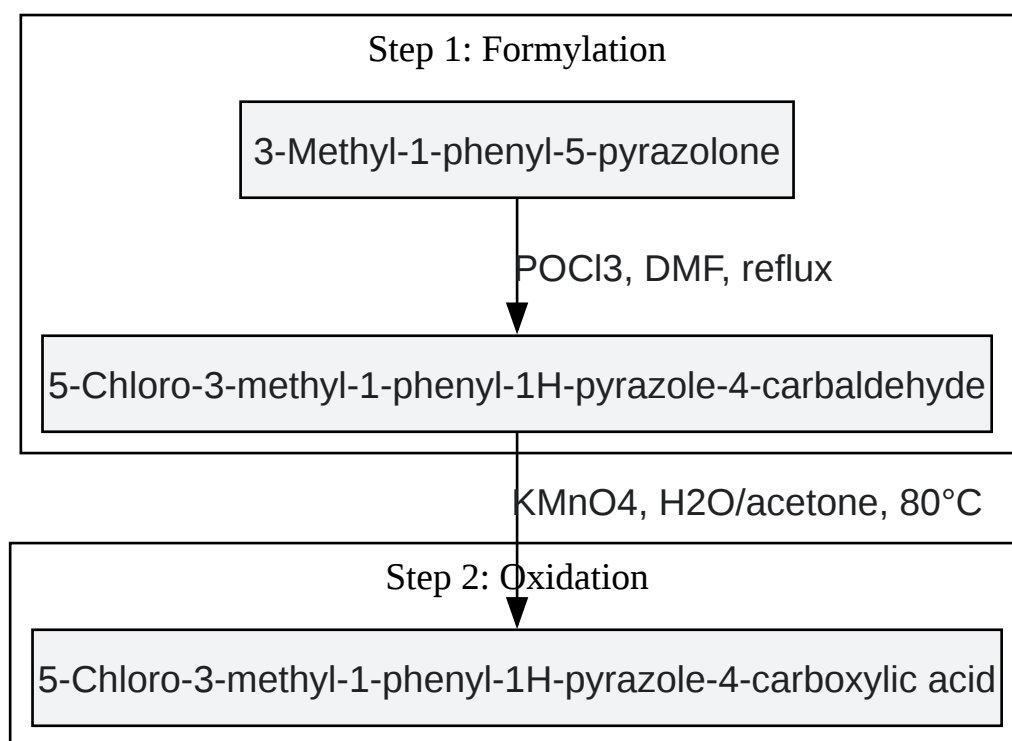 Step 1: Formylation
3-Methyl-1-phenyl-5-pyrazolone
POCl3, DMF, reflux
5-Chloro-3-methyl-1-phenyl-1H-pyrazole-4-carbaldehyde
KMnO4, H2O/acetone, 80°C
Step 2: Oxidation
5-Chloro-3-methyl-1-phenyl-1H-pyrazole-4-carboxylic acid